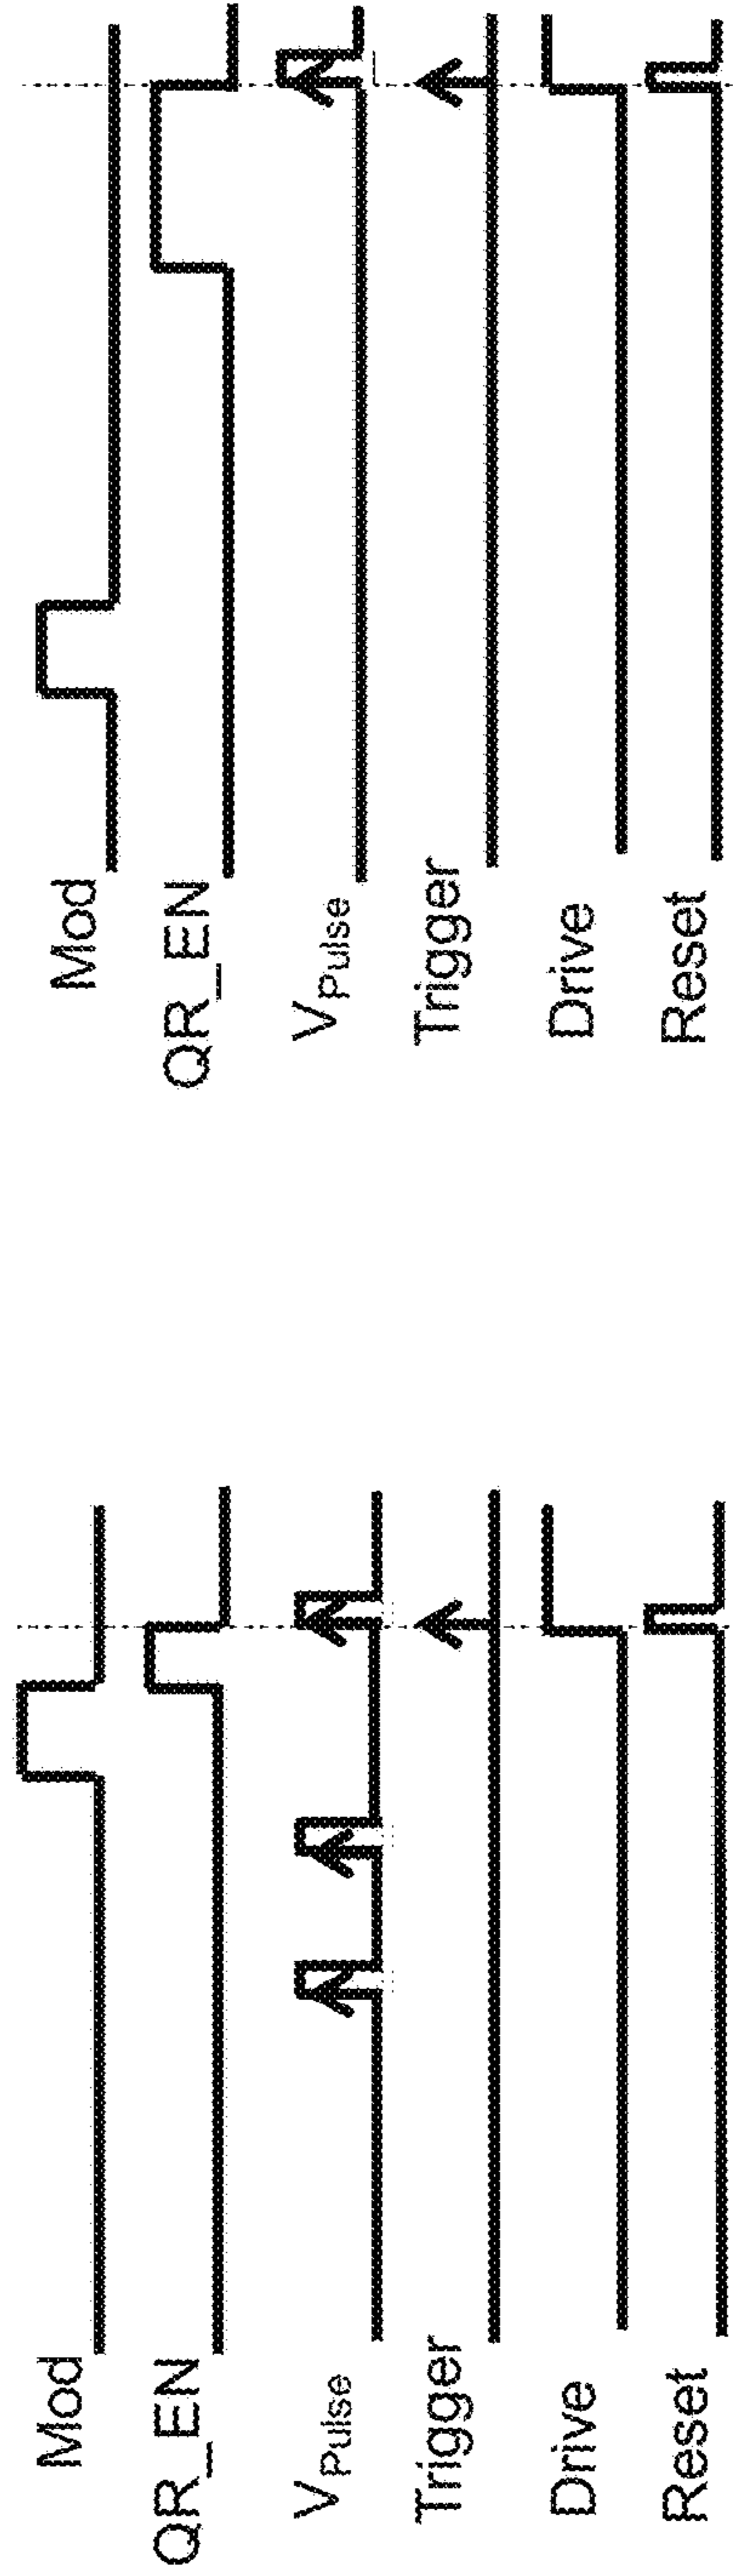 Mod
QR_EN
VPulse
Trigger
Drive
Reset
Mod
QR_EN
VPulse
Trigger
Drive
Reset